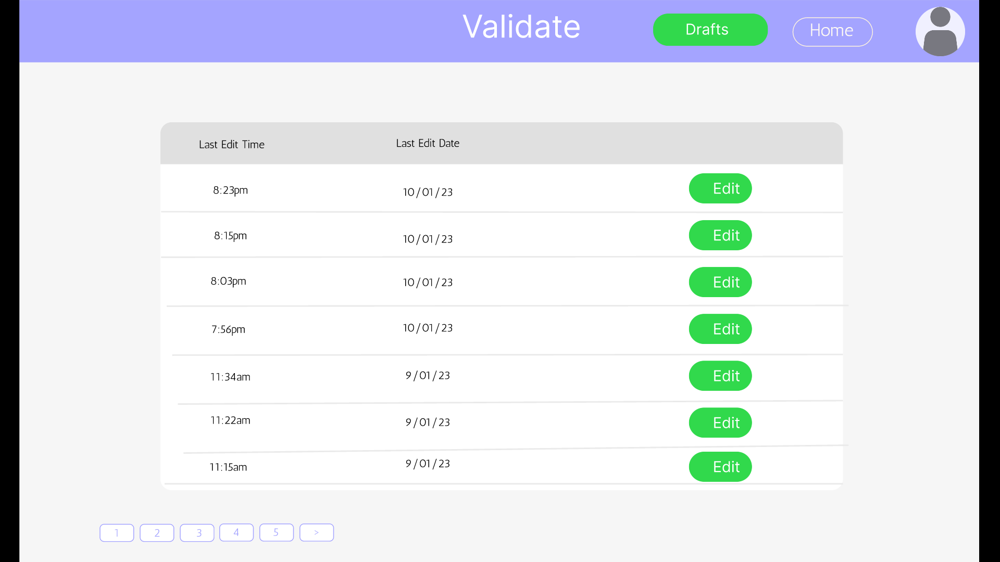 Validate
Drafts
Home
Last Edit Time
Last Edit Date
8:23pm
10/01/23
Edit
8:15pm
10/01/23
Edit
8:03pm
10/01/23
Edit
7:56pm
10/01/23
Edit
11:34am
9/01/23
Edit
11:22am
9/01/23
Edit
11:15am
9/01/23
Edit
1
2
3
4
5
>